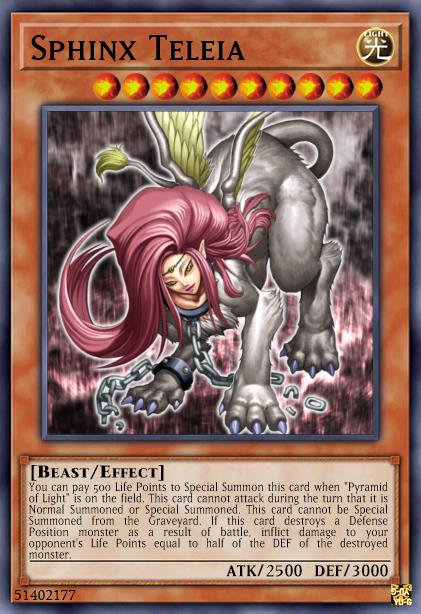 Sphinx Teleia
LIGHT
光
[Beast/Effect]
You can pay 500 Life Points to Special Summon this card when "Pyramid
of Light" is on the field. This card cannot attack during the turn that it is
Normal Summoned or Special Summoned. This card cannot be Special
Summoned from the Graveyard. If this card destroys a Defense
Position monster as a result of battle, inflict damage to your
opponent's Life Points equal to half of the DEF of the destroyed
monster.
ATK/2500 DEF/3000
51402177